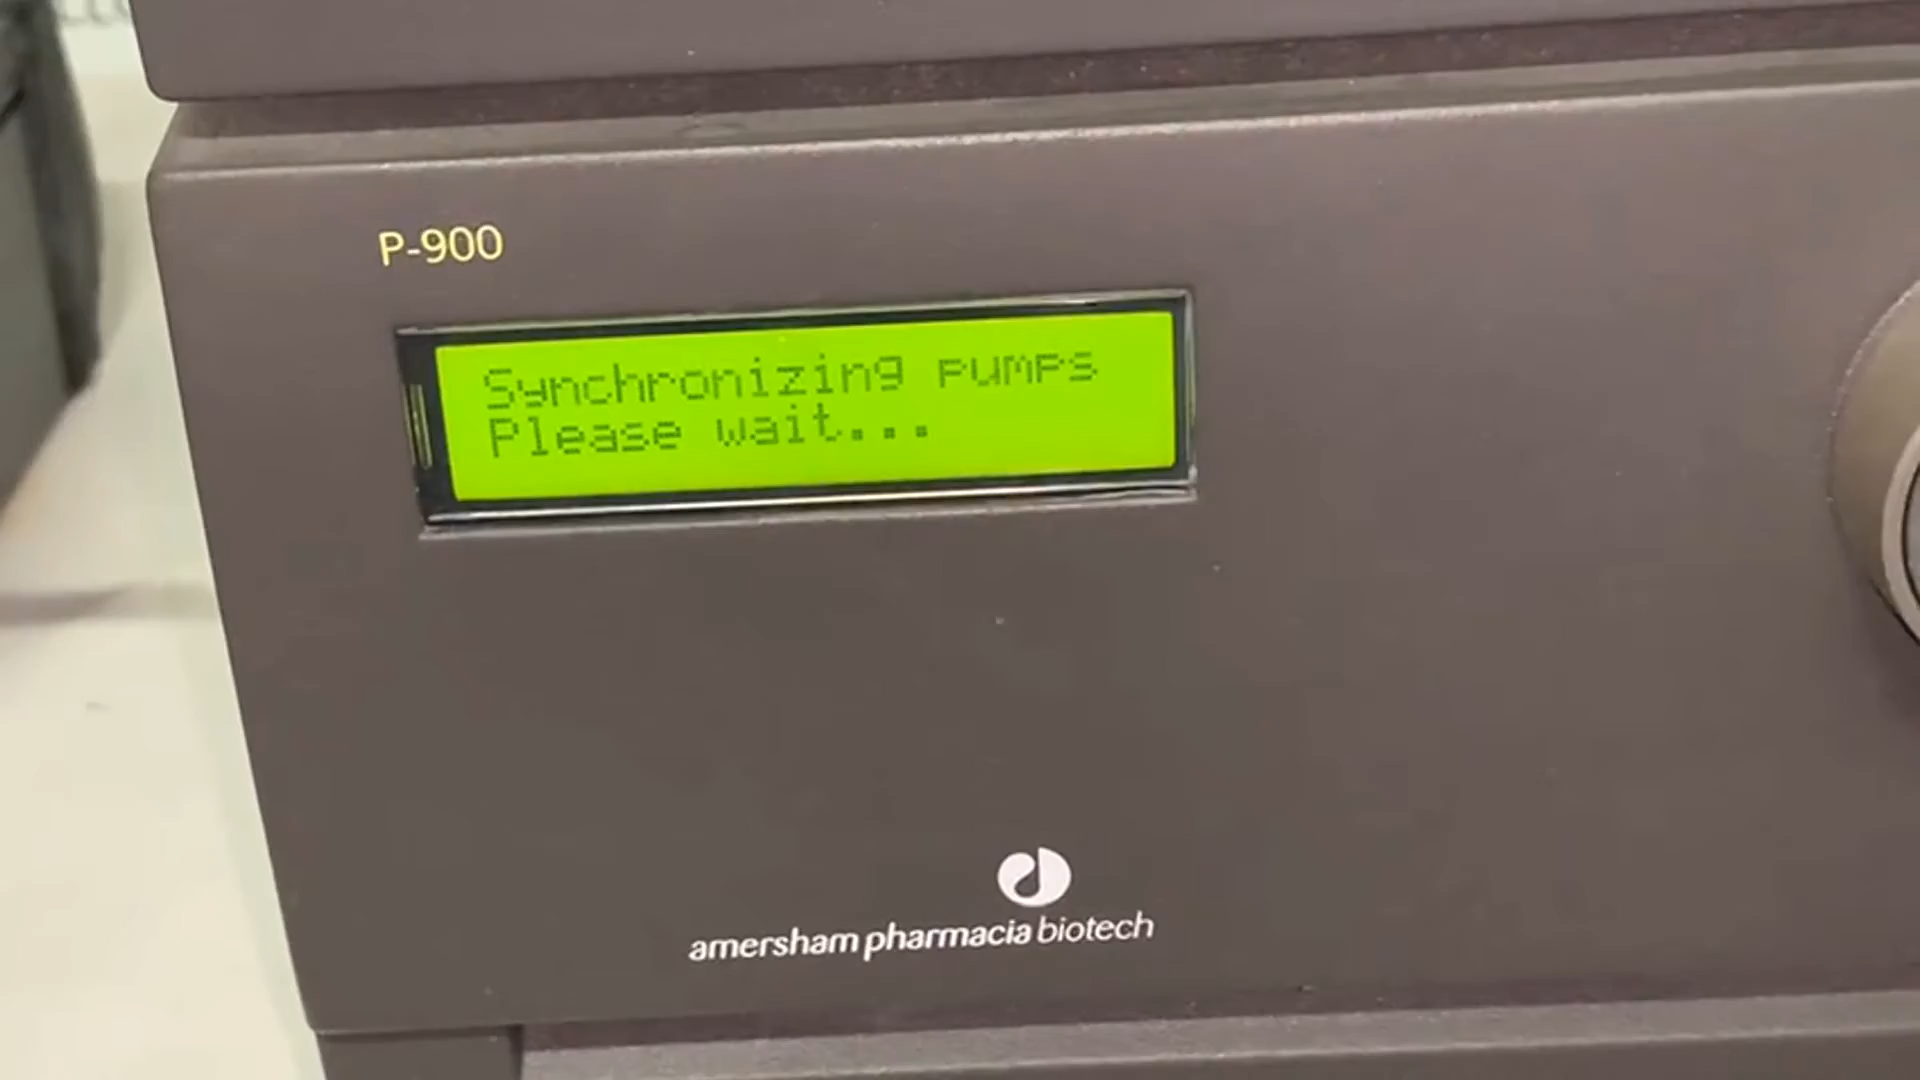 P-900
Synchronizing pumps
Please wait...
amersham pharmacia biotech